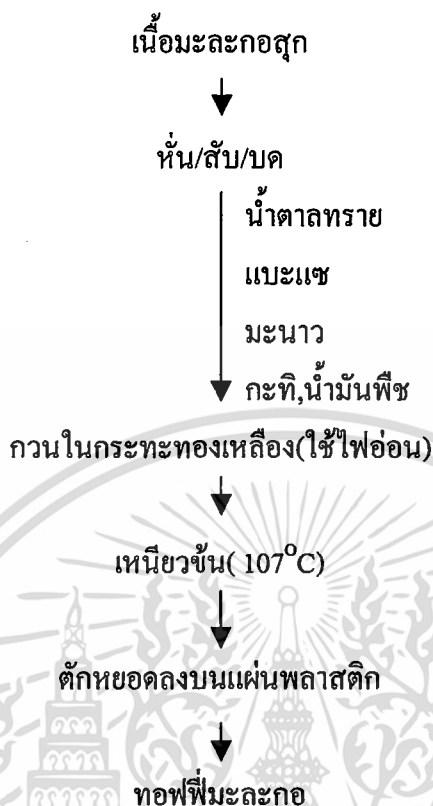 เนื้อมะละกอสุก
หั่น/สับ/บด
น้ำตาลทราย
แบะแซ
มะนาว
กะทิ,น้ำมันพืช
กวนในกระทะทองเหลือง(ใช้ไฟอ่อน)
เหนียวข้น( 107°C)
ตักหยอดลงบนแผ่นพลาสติก
ทอฟฟี่มะละกอ